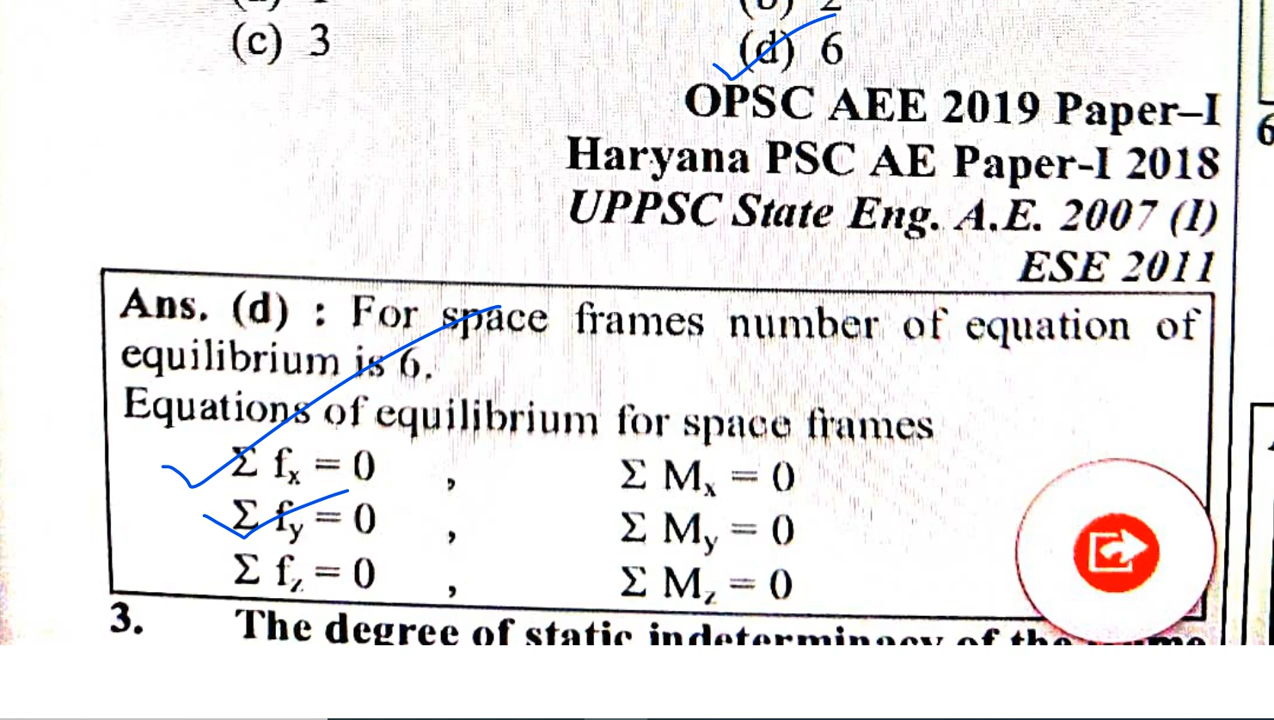 (c) 3
(d) 6
OPSC AEE 2019 Paper–I
Haryana PSC AE Paper-I 2018
UPPSC State Eng. A.E. 2007 (I)
ESE 2011
Ans. (d) : For space frames number of equation of
equilibrium is 6.
Equations of equilibrium for space frames
Σ fx = 0 , Σ Mx = 0
Σ fy = 0 , Σ My = 0
Σ fz = 0 , Σ Mz = 0
3. The degree of static indeterminacy of the
6